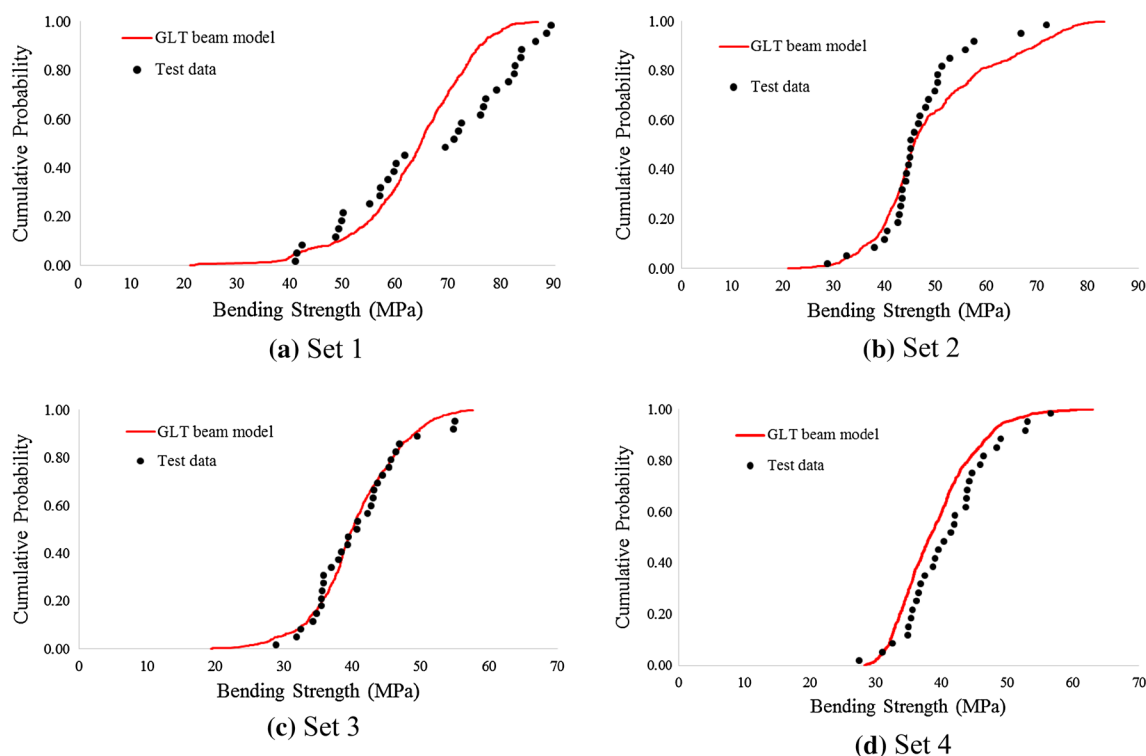 1.00
0.80
0.60
0.40
0.20
0.00
Cumulative Probability
GLT beam model
Test data
0 10 20 30 40 50 60 70 80 90
Bending Strength (MPa)
(a) Set 1
1.00
0.80
0.60
0.40
0.20
0.00
Cumulative Probability
GLT beam model
Test data
0 10 20 30 40 50 60 70 80 90
Bending Strength (MPa)
(b) Set 2
1.00
0.80
0.60
0.40
0.20
0.00
Cumulative Probability
GLT beam model
Test data
0 10 20 30 40 50 60 70
Bending Strength (MPa)
(c) Set 3
1.00
0.80
0.60
0.40
0.20
0.00
Cumulative Probability
GLT beam model
Test data
0 10 20 30 40 50 60 70
Bending Strength (MPa)
(d) Set 4